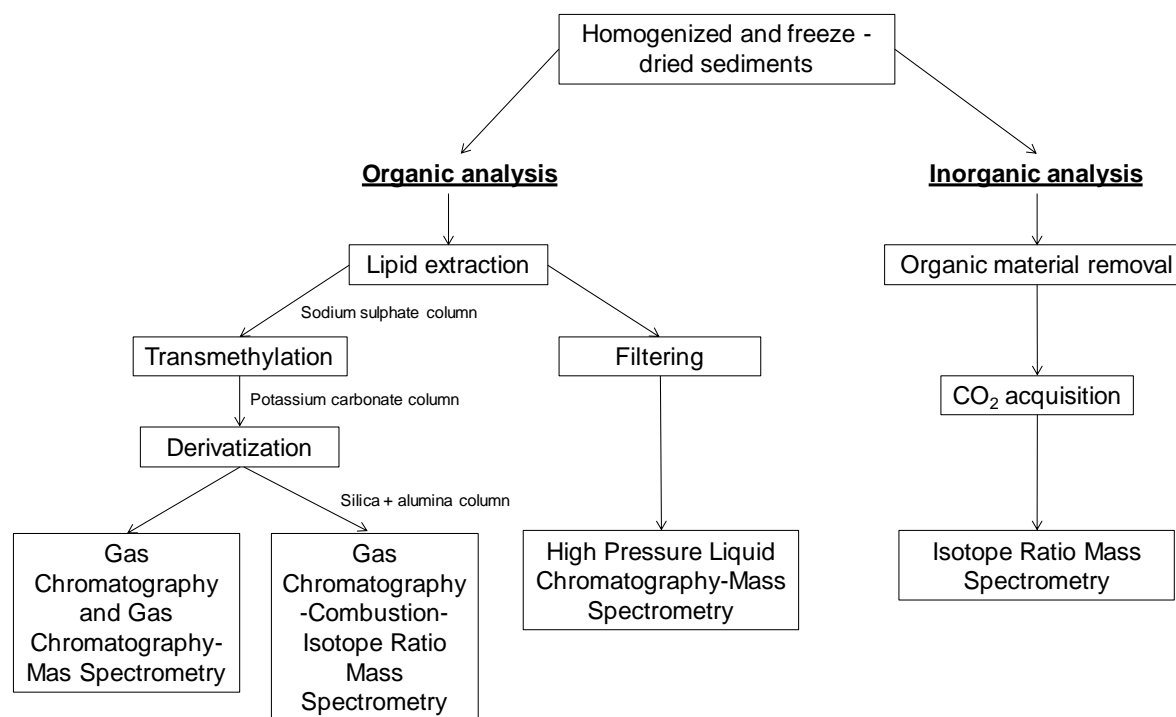 Homogenized and freeze -
dried sediments
Organic analysis
Inorganic analysis
Lipid extraction
Organic material removal
Sodium sulphate column
Transmethylation
Filtering
CO₂ acquisition
Potassium carbonate column
Derivatization
Silica + alumina column
Gas
Chromatography
and Gas
Chromatography-
Mas Spectrometry
Gas
Chromatography
-Combustion-
Isotope Ratio
Mass
Spectrometry
High Pressure Liquid
Chromatography-Mass
Spectrometry
Isotope Ratio Mass
Spectrometry